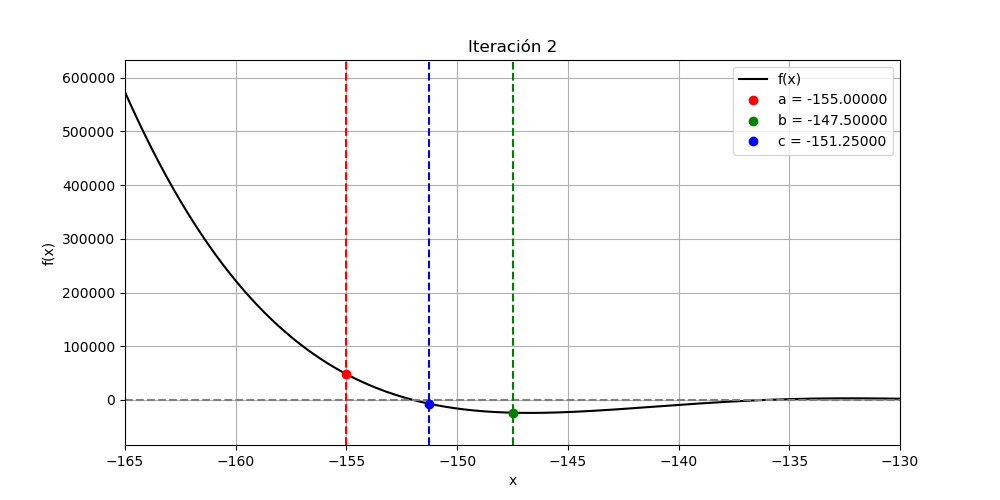 Iteración 2
f(x)
a = -155.00000
b = -147.50000
c = -151.25000
600000
500000
400000
300000
200000
100000
0
f(x)
−165
−160
−155
−150
−145
−140
−135
−130
x